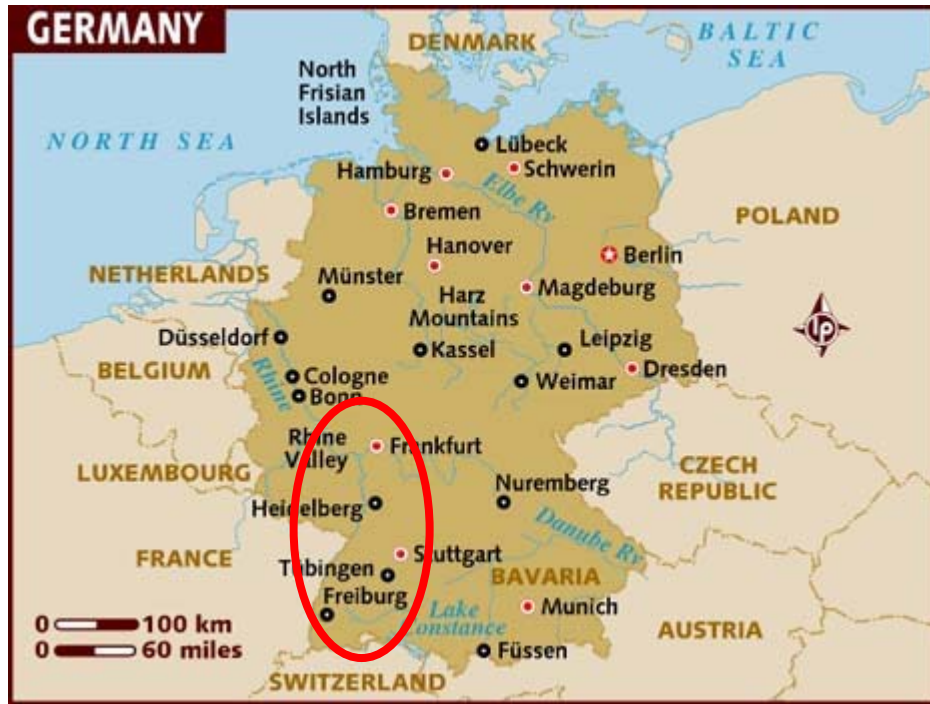 GERMANY
DENMARK
BALTIC
SEA
North
Frisian
Islands
NORTH SEA
Lübeck
Schwerin
Hamburg
Elbe Rv
Bremen
POLAND
Hanover
Berlin
NETHERLANDS
Münster
Magdeburg
Harz
Mountains
lp
Düsseldorf
Leipzig
Kassel
BELGIUM
Rhine
Cologne
Weimar
Dresden
Bonn
Rhine
Valley
Frankfurt
LUXEMBOURG
CZECH
REPUBLIC
Nuremberg
Heidelberg
Danube Rv
FRANCE
Stuttgart
Tübingen
BAVARIA
Freiburg
Lake
Constance
Munich
0 100 km
0 60 miles
AUSTRIA
Füssen
SWITZERLAND